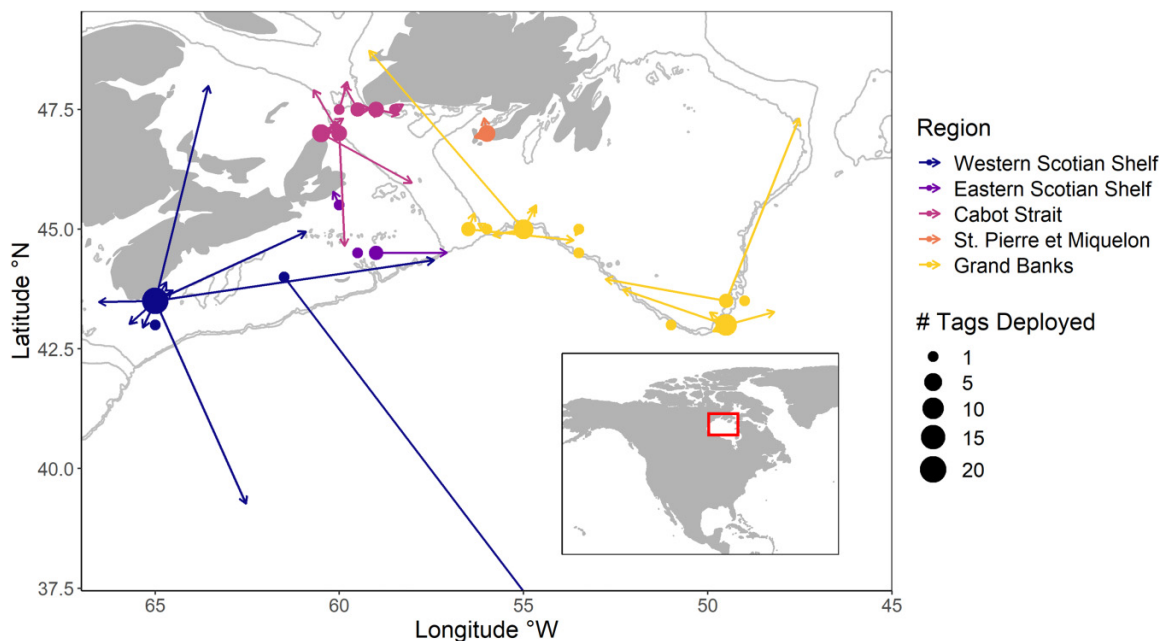 47.5
45.0
42.5
40.0
37.5
Latitude °N
65
60
55
50
45
Longitude °W
Region
Western Scotian Shelf
Eastern Scotian Shelf
Cabot Strait
St. Pierre et Miquelon
Grand Banks
# Tags Deployed
1
5
10
15
20